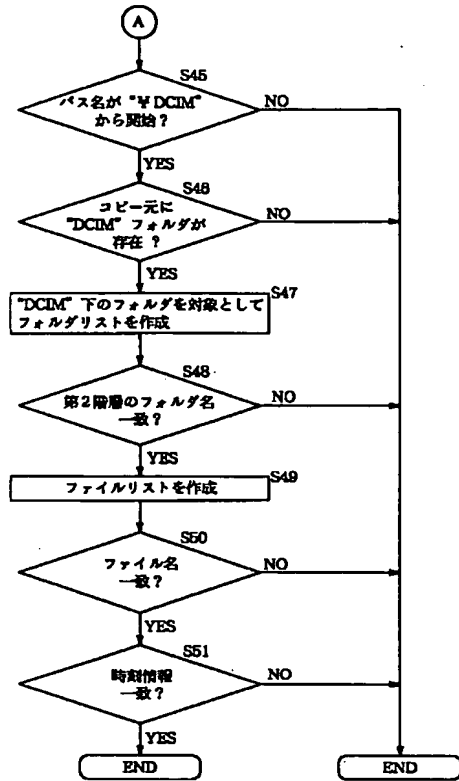 A
S45
パス名が “¥DCIM”
から開始?
NO
YES
S46
コピー元に
“DCIM” フォルダが
存在 ?
NO
YES
S47
“DCIM” 下のフォルダを対象として
フォルダリストを作成
S48
第2階層のフォルダ名
一致?
NO
YES
S49
ファイルリストを作成
S50
ファイル名
一致?
NO
YES
S51
時刻情報
一致?
NO
YES
END
END